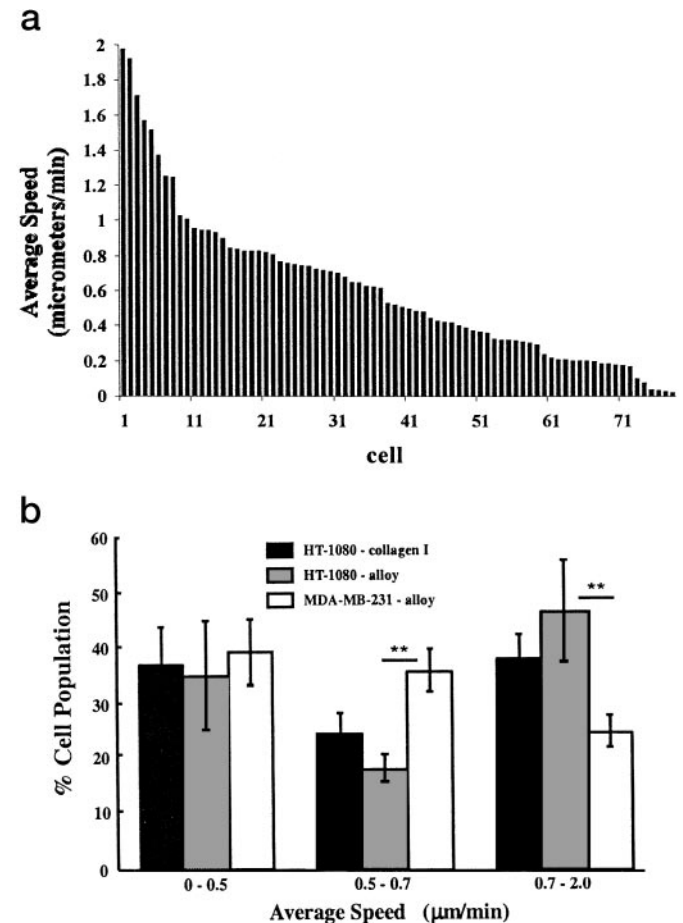 a
2
1.8
1.6
1.4
1.2
1
0.8
0.6
0.4
0.2
0
Average Speed
(micrometers/min)
1 11 21 31 41 51 61 71
cell
b
60
50
40
30
20
10
0
% Cell Population
HT-1080 - collagen I
HT-1080 - alloy
MDA-MB-231 - alloy
**
**
0 - 0.5 0.5 - 0.7 0.7 - 2.0
Average Speed (μm/min)